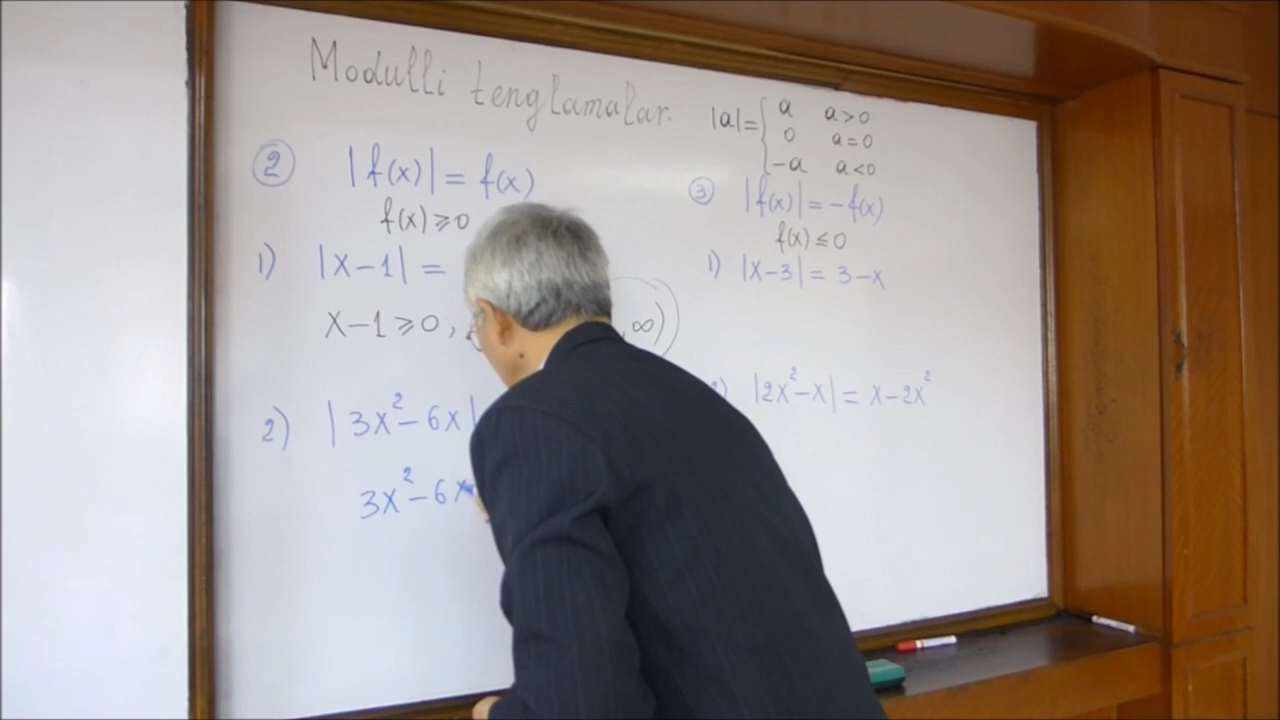 Modulli tenglamalar.
|a|= { a a>0
0 a=0
-a a<0
② |f(x)| = f(x)
f(x)⩾0
1) |x-1| =
x-1⩾0, , ∞)
2) |3x²-6x|
3x²-6x
③ |f(x)| = -f(x)
f(x)⩽0
1) |x-3| = 3-x
2) |2x²-x| = x-2x²